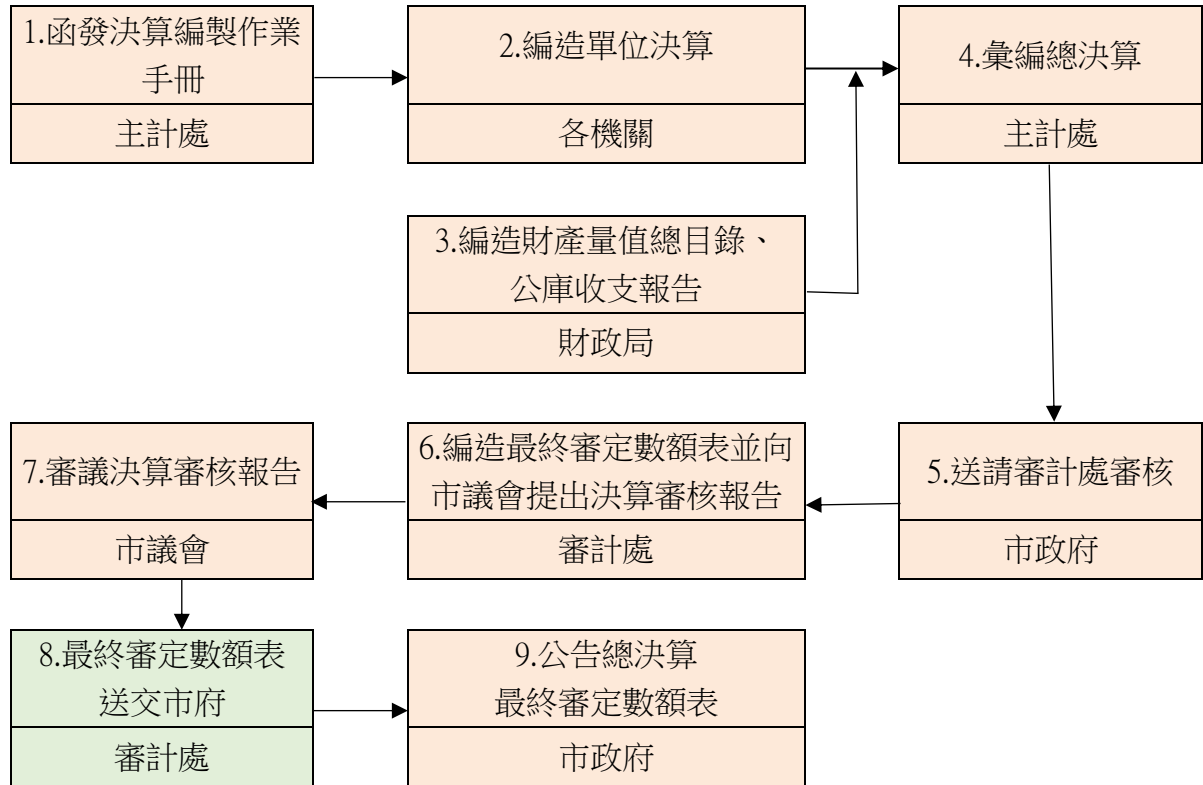 1.函發決算編製作業
手冊
主計處
2.編造單位決算
各機關
3.編造財產量值總目錄、
公庫收支報告
財政局
4.彙編總決算
主計處
5.送請審計處審核
市政府
6.編造最終審定數額表並向
市議會提出決算審核報告
審計處
7.審議決算審核報告
市議會
8.最終審定數額表
送交市府
審計處
9.公告總決算
最終審定數額表
市政府